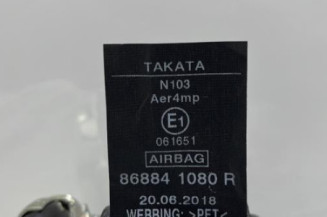 TAKATA
N103
Aer4mp
E1
061651
AIRBAG
86884 1080 R
20.06.2018
WEBBING: >PET<